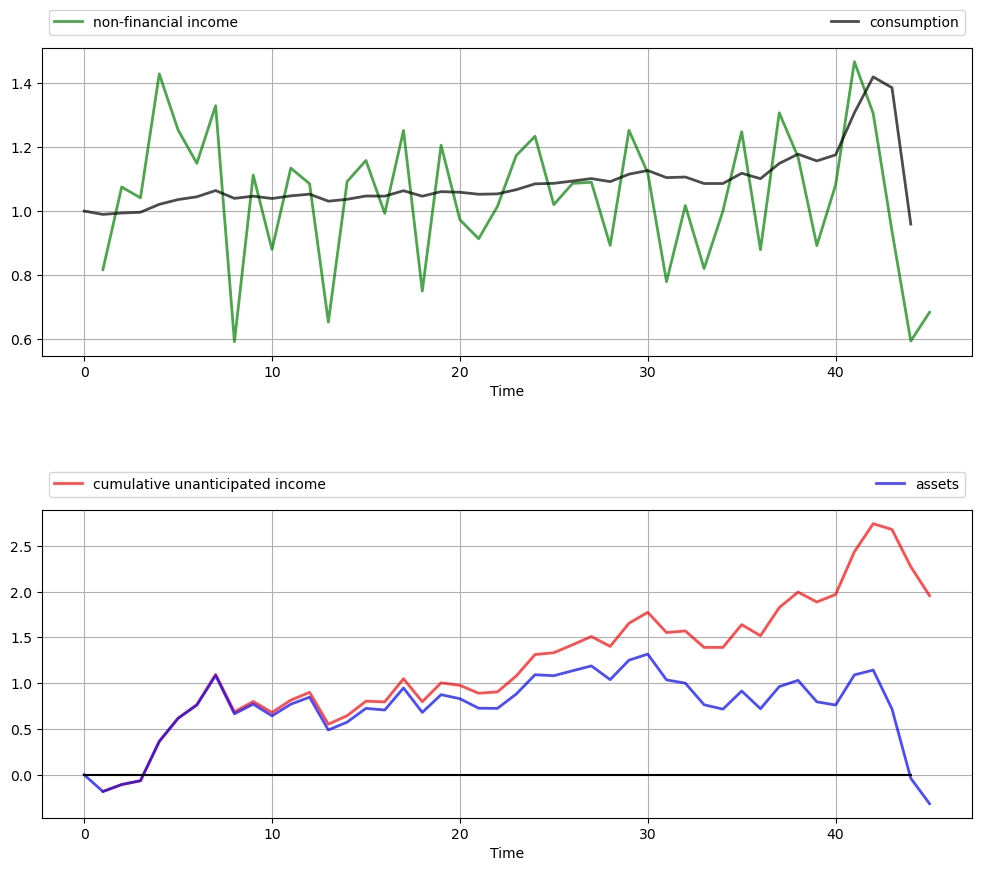 non-financial income consumption
1.4
1.2
1.0
0.8
0.6
0 10 20 30 40
Time
cumulative unanticipated income assets
2.5
2.0
1.5
1.0
0.5
0.0
0 10 20 30 40
Time